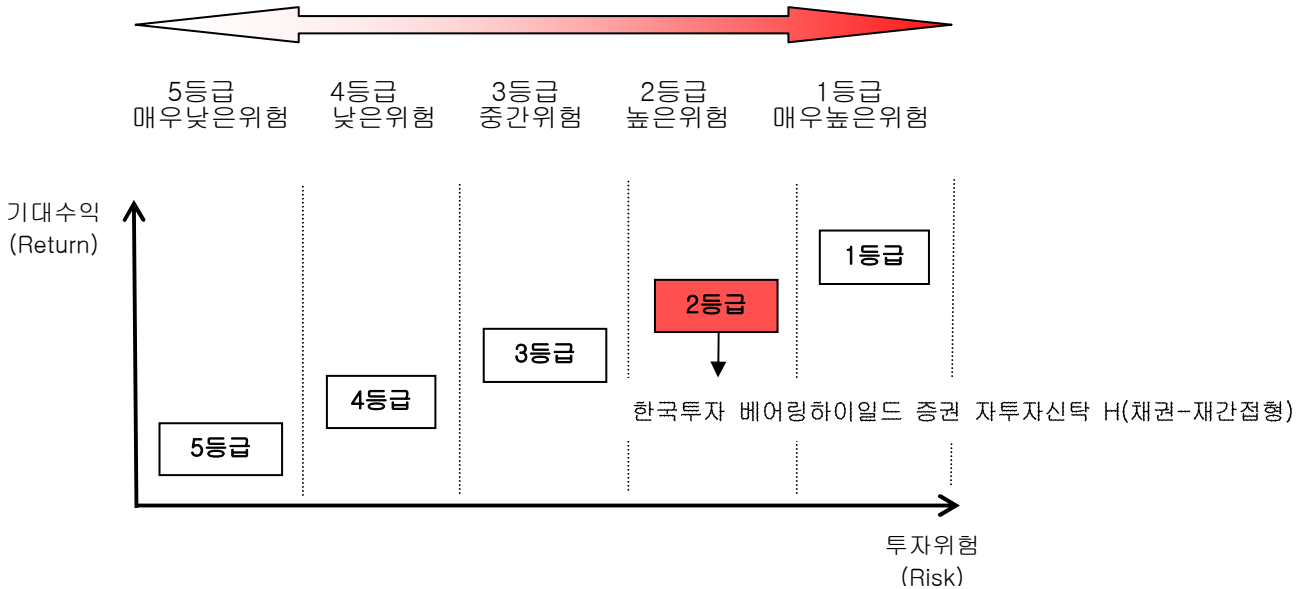 5등급 4등급 3등급 2등급 1등급
매우낮은위험 낮은위험 중간위험 높은위험 매우높은위험
기대수익
(Return)
1등급
2등급
3등급
4등급
한국투자 베어링하이일드 증권 자투자신탁 H(채권-재간접형)
5등급
투자위험
(Risk)